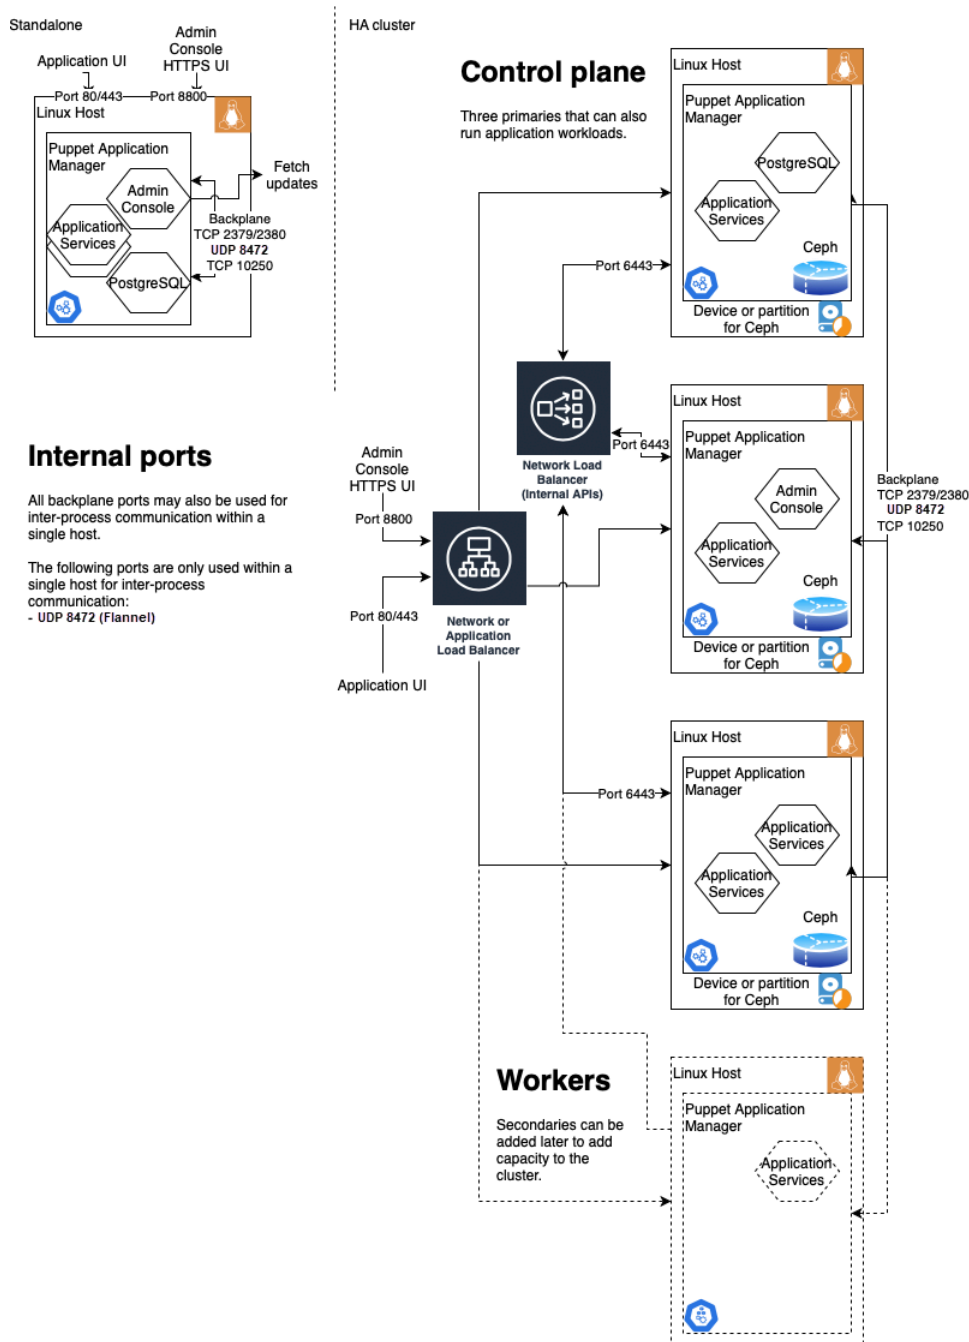 Standalone
HA cluster
Application UI
Admin
Console
HTTPS UI
Port 80/443
Port 8800
Linux Host
Puppet Application
Manager
Admin
Console
Application
Services
PostgreSQL
Fetch
updates
Backplane
TCP 2379/2380
UDP 8472
TCP 10250
Internal ports
All backplane ports may also be used for
inter-process communication within a
single host.
The following ports are only used within a
single host for inter-process
communication:
- UDP 8472 (Flannel)
Control plane
Three primaries that can also
run application workloads.
Admin
Console
HTTPS UI
Port 8800
Port 80/443
Application UI
Network or
Application
Load Balancer
Network Load
Balancer
(Internal APIs)
Port 6443
Port 6443
Port 6443
Linux Host
Puppet Application
Manager
PostgreSQL
Application
Services
Ceph
Device or partition
for Ceph
Linux Host
Puppet Application
Manager
Admin
Console
Application
Services
Ceph
Device or partition
for Ceph
Backplane
TCP 2379/2380
UDP 8472
TCP 10250
Linux Host
Puppet Application
Manager
Application
Services
Application
Services
Ceph
Device or partition
for Ceph
Workers
Secondaries can be
added later to add
capacity to the
cluster.
Linux Host
Puppet Application
Manager
Application
Services